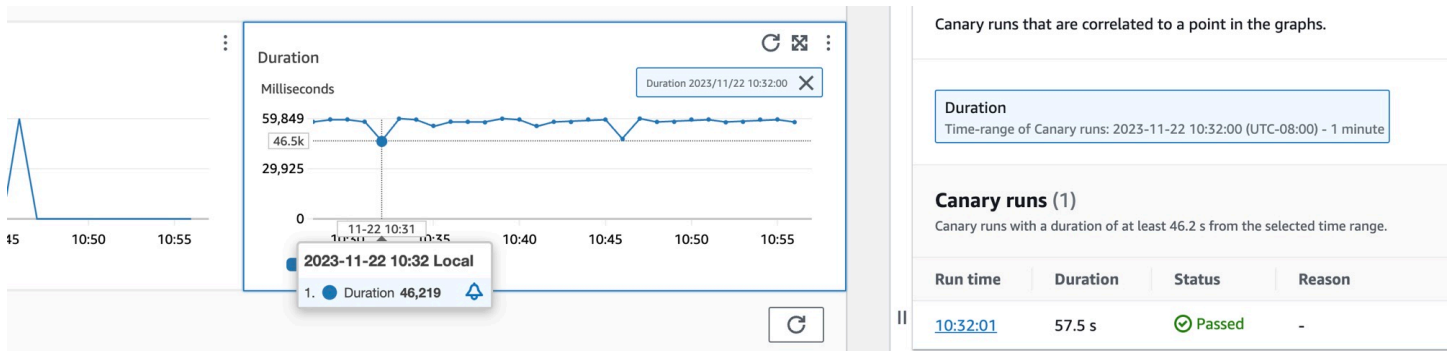 Duration
Milliseconds
Duration 2023/11/22 10:32:00
59,849
46.5k
29,925
0
11-22 10:31
45 10:50 10:55
10:30 10:35 10:40 10:45 10:50 10:55
2023-11-22 10:32 Local
1. Duration 46,219
Canary runs that are correlated to a point in the graphs.
Duration
Time-range of Canary runs: 2023-11-22 10:32:00 (UTC-08:00) - 1 minute
Canary runs (1)
Canary runs with a duration of at least 46.2 s from the selected time range.
Run time Duration Status Reason
10:32:01 57.5 s Passed -